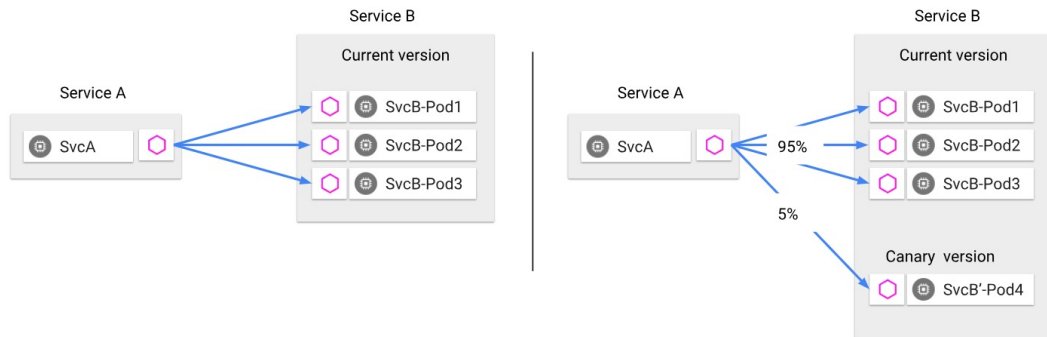 Service B
Current version
Service A
SvcB-Pod1
SvcA
SvcB-Pod2
SvcB-Pod3
Service B
Current version
Service A
SvcB-Pod1
SvcA
95%
SvcB-Pod2
SvcB-Pod3
5%
Canary version
SvcB'-Pod4